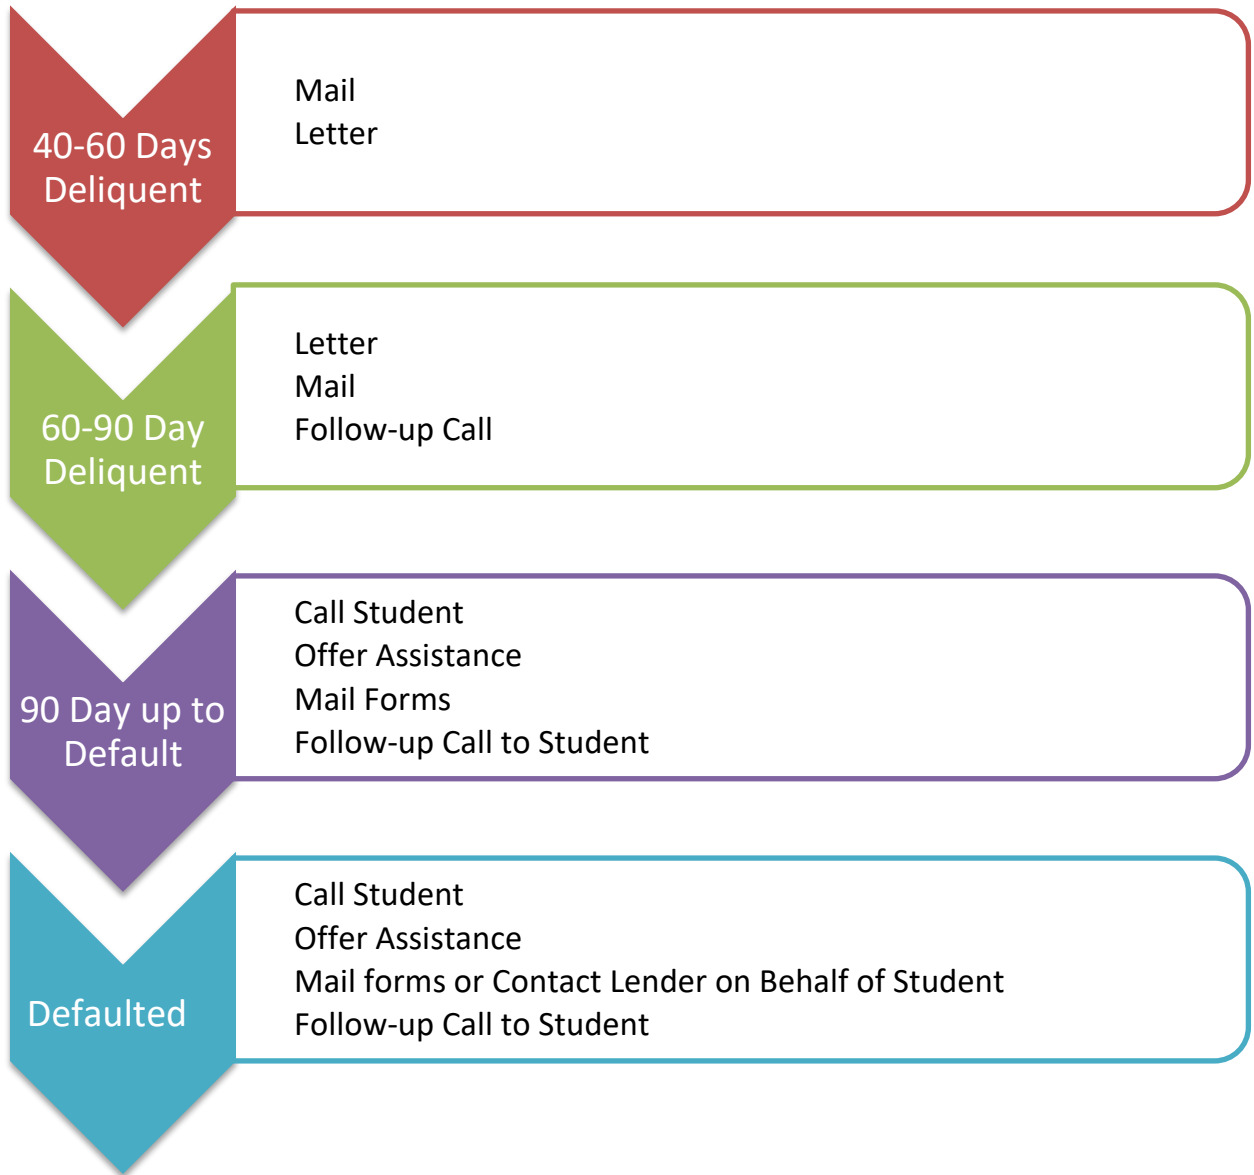 40-60 Days
Deliquent
Mail
Letter
60-90 Day
Deliquent
Letter
Mail
Follow-up Call
90 Day up to
Default
Call Student
Offer Assistance
Mail Forms
Follow-up Call to Student
Defaulted
Call Student
Offer Assistance
Mail forms or Contact Lender on Behalf of Student
Follow-up Call to Student